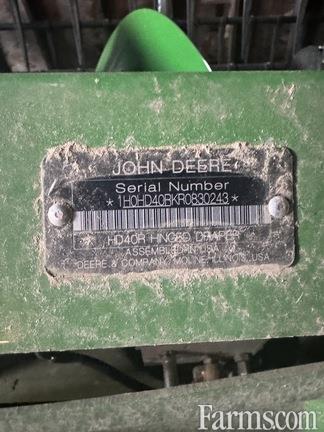 JOHN DEERE
Serial Number
*1H0HD40RKR0830243*
HD40R HINGED DRAPER
ASSEMBLED IN USA
DEERE & COMPANY MOLINE ILLINOIS USA
Farms.com